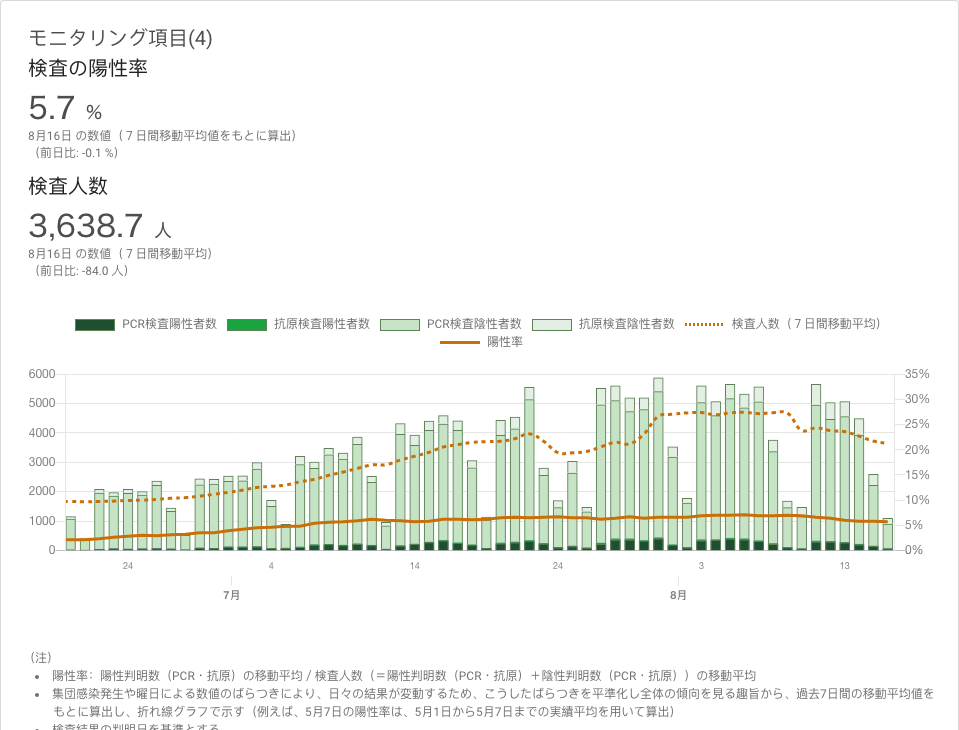 モニタリング項目(4)
検査の陽性率
5.7 %
8月16日 の数値（７日間移動平均値をもとに算出）
（前日比: -0.1 %）
検査人数
3,638.7 人
8月16日 の数値（７日間移動平均）
（前日比: -84.0 人）
PCR検査陽性者数 抗原検査陽性者数 PCR検査陰性者数 抗原検査陰性者数 検査人数（７日間移動平均）
陽性率
6000 35%
5000 30%
4000 25%
3000 20%
2000 15%
1000 10%
0 5%
0%
24 4 14 24 3 13
7月 8月
（注）
• 陽性率：陽性判明数（PCR・抗原）の移動平均 / 検査人数（＝陽性判明数（PCR・抗原）＋陰性判明数（PCR・抗原））の移動平均
• 集団感染発生や曜日による数値のばらつきにより、日々の結果が変動するため、こうしたばらつきを平準化し全体の傾向を見る趣旨から、過去7日間の移動平均値を
もとに算出し、折れ線グラフで示す（例えば、5月7日の陽性率は、5月1日から5月7日までの実績平均を用いて算出）
• 検査結果の判明日を基準とする